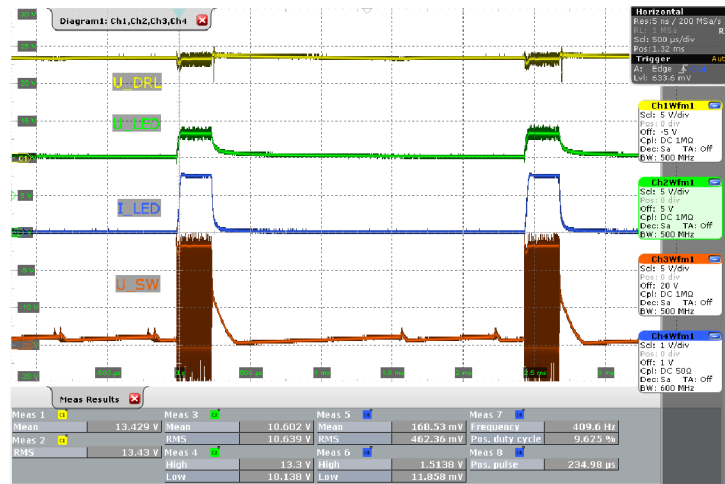 Diagram1: Ch1,Ch2,Ch3,Ch4
Horizontal
Res:5 ns / 200 MSa/s
RL: 1 MSa
Scl: 500 µs/div
Pos:1.32 ms
Trigger Aut
A: Edge
Lvl: 633.6 mV
U_DRL
U_LED
I_LED
U_SW
Ch1Wfm1
Scl: 5 V/div
Pos: 0 div
Off: -5 V
Cpl: DC 1MΩ
Dec: Sa TA: Off
BW: 500 MHz
Ch2Wfm1
Scl: 5 V/div
Pos: 0 div
Off: 5 V
Cpl: DC 1MΩ
Dec: Sa TA: Off
BW: 500 MHz
Ch3Wfm1
Scl: 5 V/div
Pos: 0 div
Off: 20 V
Cpl: DC 1MΩ
Dec: Sa TA: Off
BW: 500 MHz
Ch4Wfm1
Scl: 1 V/div
Pos: 0 div
Off: 1 V
Cpl: DC 50Ω
Dec: Sa TA: Off
BW: 600 MHz
Meas Results
Meas 1
Mean 13.429 V
Meas 2
RMS 13.43 V
Meas 3
Mean 10.602 V
RMS 10.639 V
Meas 4
High 13.3 V
Low 10.138 V
Meas 5
Mean 168.53 mV
RMS 462.36 mV
Meas 6
High 1.5138 V
Low 11.858 mV
Meas 7
Frequency 409.6 Hz
Pos. duty cycle 9.625 %
Meas 8
Pos. pulse 234.98 µs